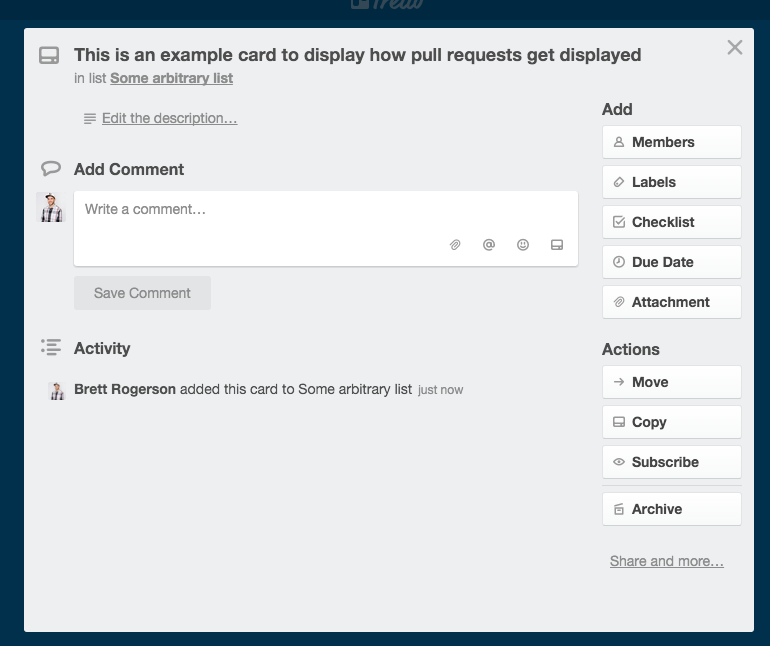 This is an example card to display how pull requests get displayed
in list Some arbitrary list
Edit the description…
Add Comment
Write a comment…
@
Save Comment
Activity
Brett Rogerson added this card to Some arbitrary list just now
Add
Members
Labels
Checklist
Due Date
Attachment
Actions
Move
Copy
Subscribe
Archive
Share and more…